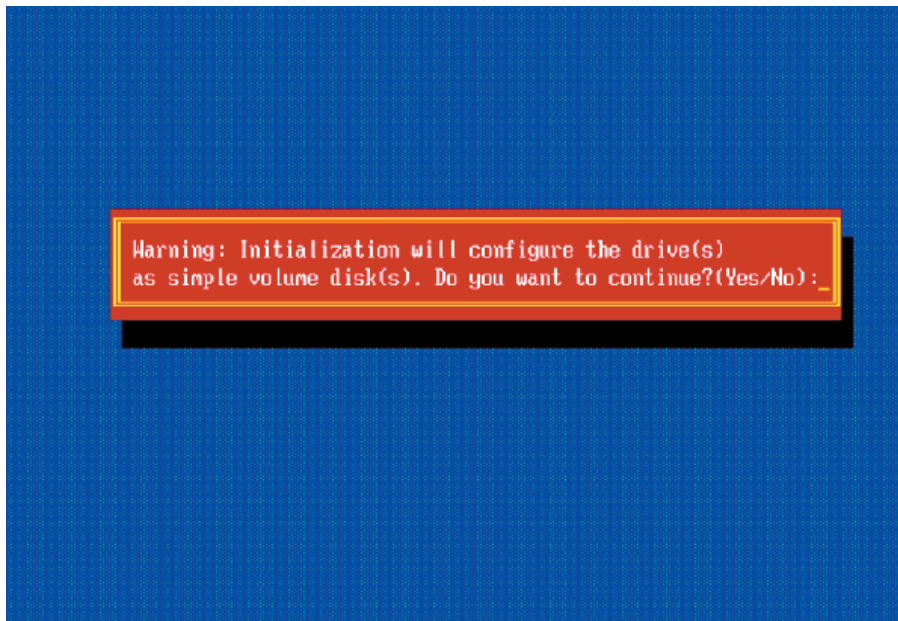 Warning: Initialization will configure the drive(s)
as simple volume disk(s). Do you want to continue?(Yes/No):_